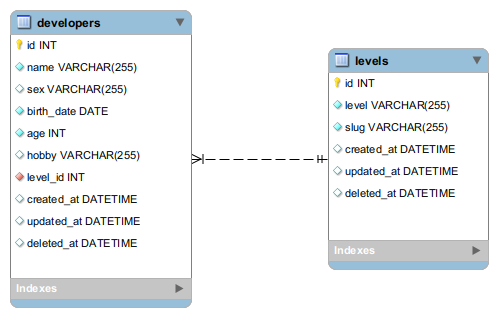 developers
id INT
name VARCHAR(255)
sex VARCHAR(255)
birth_date DATE
age INT
hobby VARCHAR(255)
level_id INT
created_at DATETIME
updated_at DATETIME
deleted_at DATETIME
Indexes
levels
id INT
level VARCHAR(255)
slug VARCHAR(255)
created_at DATETIME
updated_at DATETIME
deleted_at DATETIME
Indexes